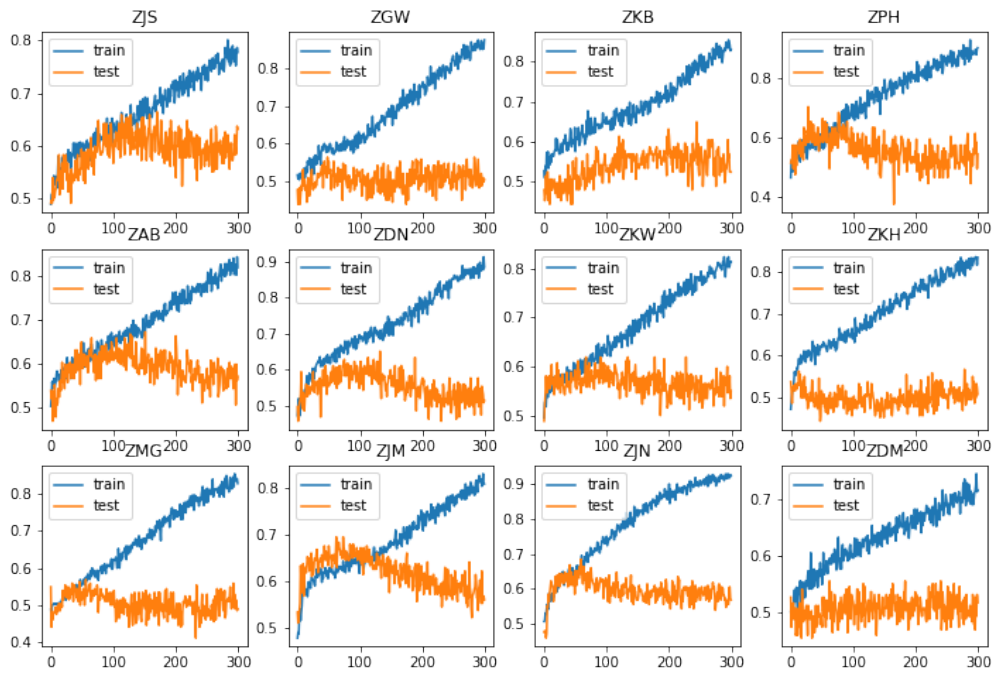 ZJS ZGW ZKB ZPH
train train train train
test test test test
0.8 0.8 0.8 0.8
0.7 0.7 0.7
0.6 0.6 0.6 0.6
0.5 0.5 0.5 0.4
0 100 200 300 0 100 200 300 0 100 200 300 0 100 200 300
ZAB ZDN ZKW ZKH
train train train train
test test test test
0.9
0.8 0.8 0.8 0.8
0.7 0.7 0.7 0.7
0.6 0.6 0.6 0.6
0.5 0.5 0.5 0.5
0 100 200 300 0 100 200 300 0 100 200 300 0 100 200 300
ZMG ZJM ZJN ZDM
train train train train
test test test test
0.8 0.8 0.9 0.7
0.7 0.7 0.8
0.6 0.6 0.7 0.6
0.5 0.5 0.6 0.5
0.4 0.5
0 100 200 300 0 100 200 300 0 100 200 300 0 100 200 300